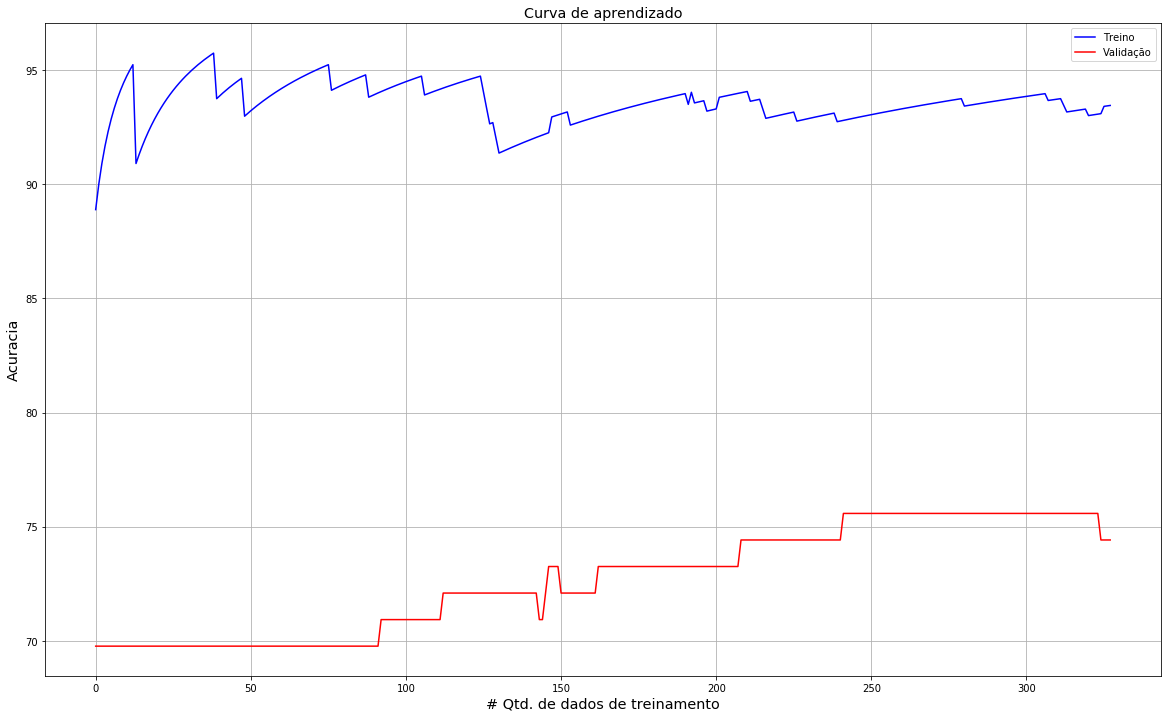 Curva de aprendizado
Treino
Validação
Acuracia
95
90
85
80
75
70
0 50 100 150 200 250 300
# Qtd. de dados de treinamento